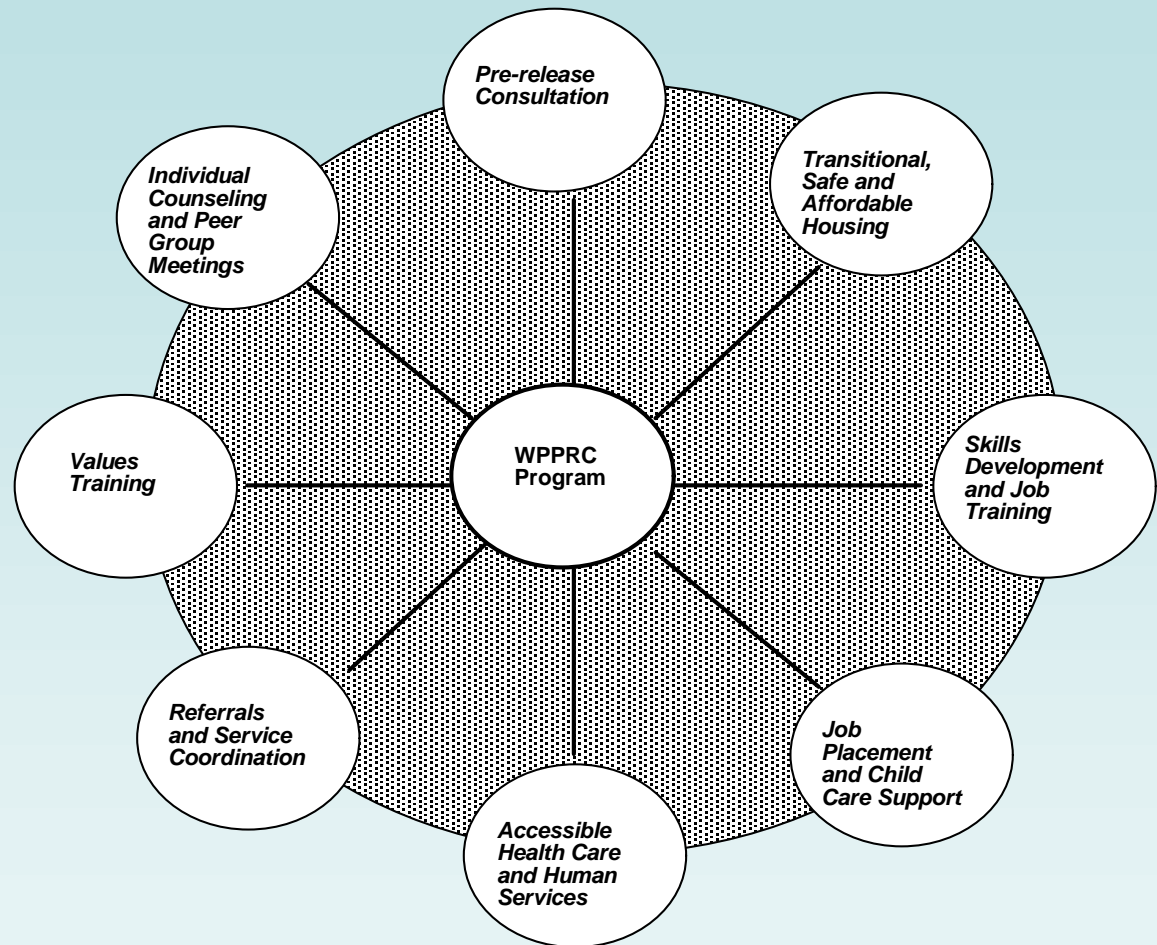 Pre-release
Consultation
Transitional,
Safe and
Affordable
Housing
Individual
Counseling
and Peer
Group
Meetings
WPPRC
Program
Values
Training
Skills
Development
and Job
Training
Referrals
and Service
Coordination
Job
Placement
and Child
Care Support
Accessible
Health Care
and Human
Services